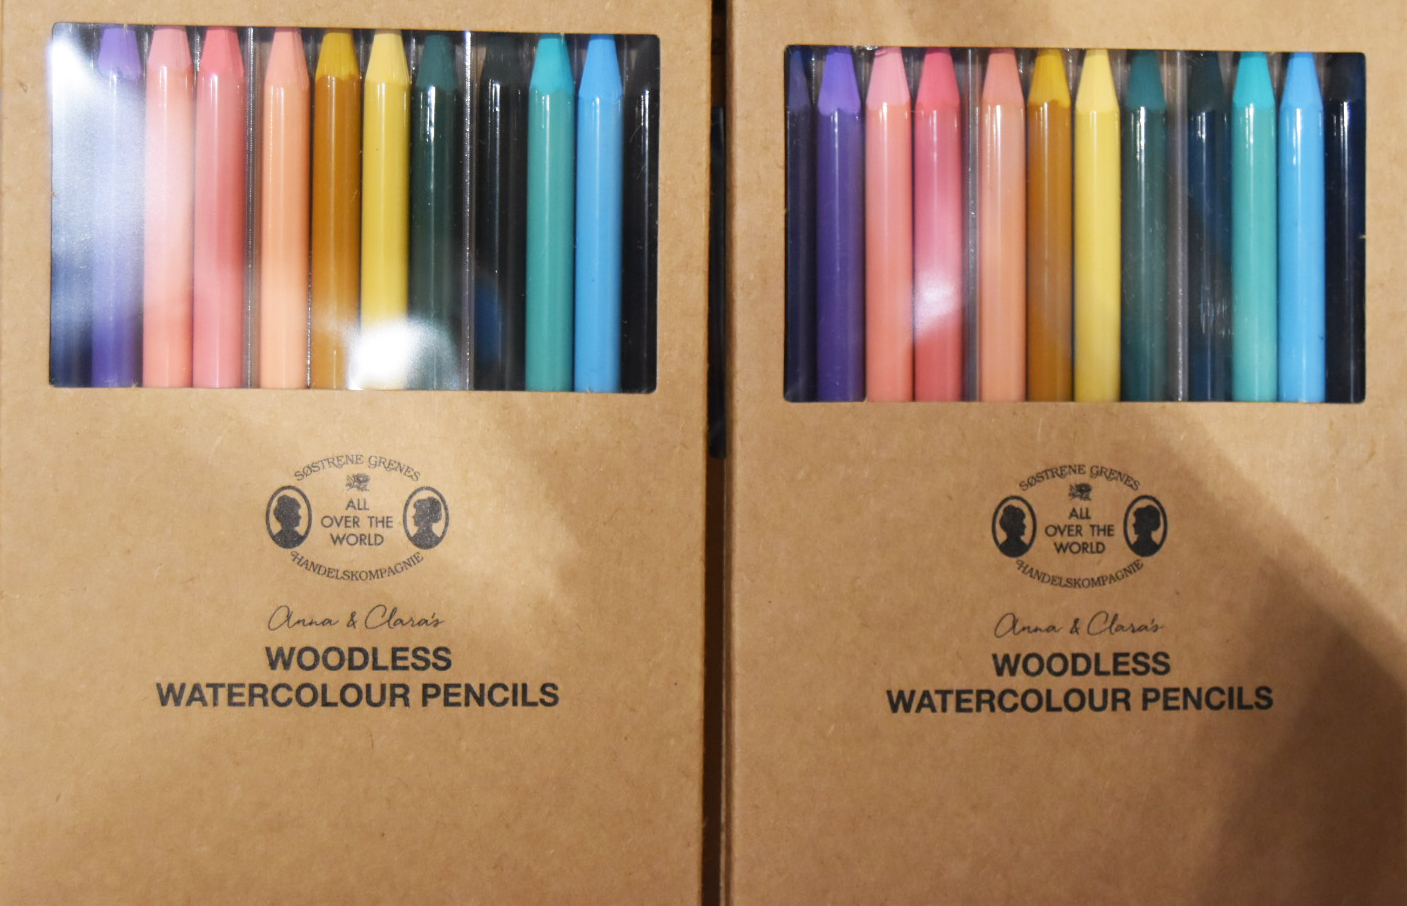 SØSTRENE GRENES
ALL
OVER THE
WORLD
HANDELSKOMPAGNIE
Anna & Clara's
WOODLESS
WATERCOLOUR PENCILS
SØSTRENE GRENES
ALL
OVER THE
WORLD
HANDELSKOMPAGNIE
Anna & Clara's
WOODLESS
WATERCOLOUR PENCILS